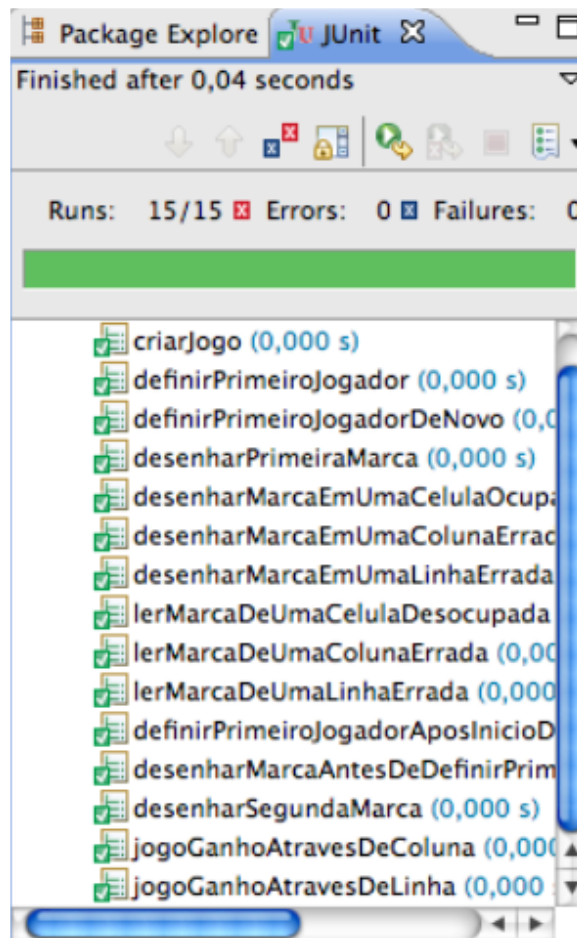 Package Explore JUnit
Finished after 0,04 seconds
Runs: 15/15 Errors: 0 Failures: 0
criarJogo (0,000 s)
definirPrimeiroJogador (0,000 s)
definirPrimeiroJogadorDeNovo (0,0
desenharPrimeiraMarca (0,000 s)
desenharMarcaEmUmaCelulaOcupa
desenharMarcaEmUmaColunaErrad
desenharMarcaEmUmaLinhaErrada
lerMarcaDeUmaCelulaDesocupada
lerMarcaDeUmaColunaErrada (0,00
lerMarcaDeUmaLinhaErrada (0,000
definirPrimeiroJogadorAposInicioD
desenharMarcaAntesDeDefinirPrim
desenharSegundaMarca (0,000 s)
jogoGanhoAtravesDeColuna (0,000
jogoGanhoAtravesDeLinha (0,000